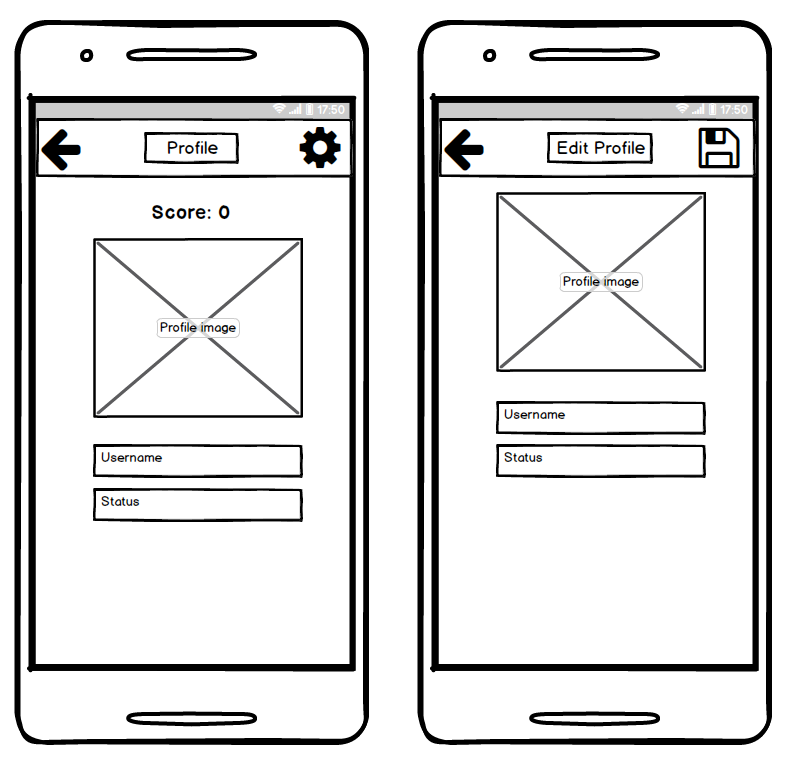 17:50
Profile
Score: 0
Profile image
Username
Status
17:50
Edit Profile
Profile image
Username
Status